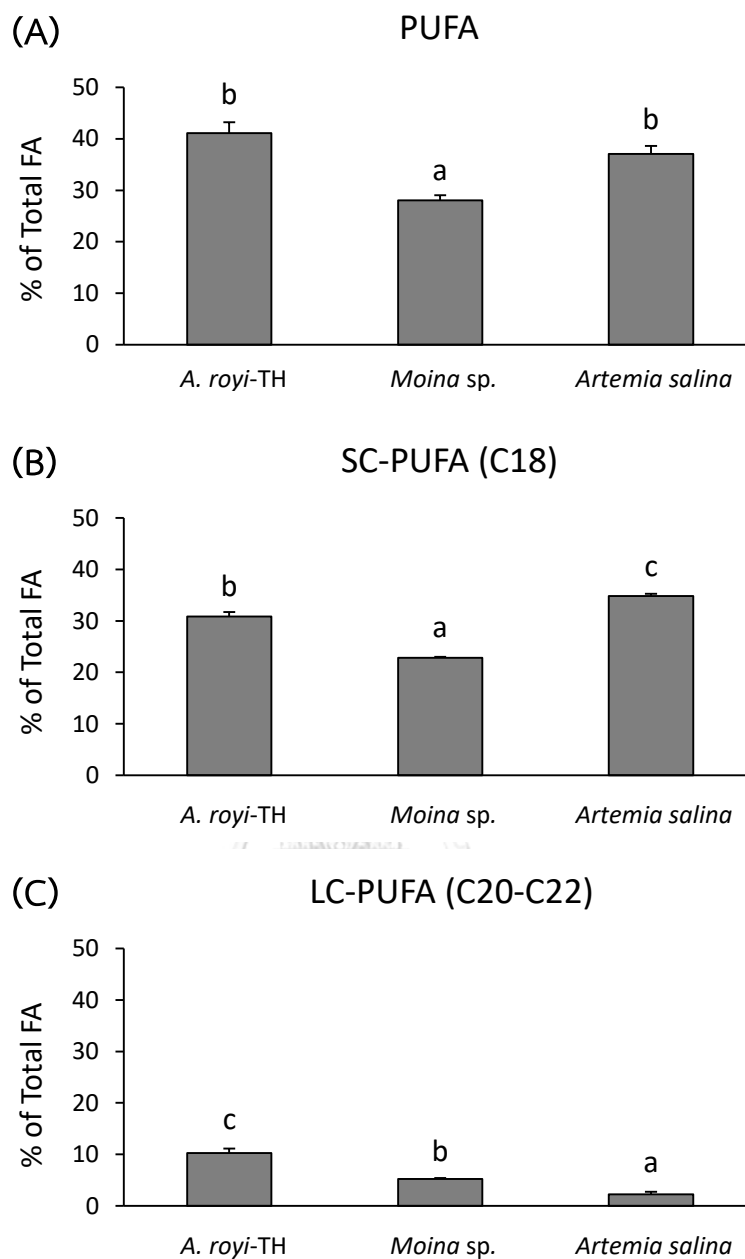 (A)
PUFA
% of Total FA
50
40
30
20
10
0
b
a
b
A. royi-TH Moina sp. Artemia salina
(B)
SC-PUFA (C18)
% of Total FA
50
40
30
20
10
0
b
a
c
A. royi-TH Moina sp. Artemia salina
(C)
LC-PUFA (C20-C22)
% of Total FA
50
40
30
20
10
0
c
b
a
A. royi-TH Moina sp. Artemia salina